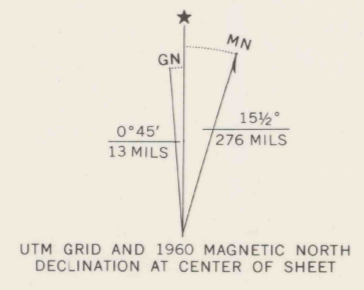 ★
MN
GN
0°45'
13 MILS
15½°
276 MILS
UTM GRID AND 1960 MAGNETIC NORTH
DECLINATION AT CENTER OF SHEET